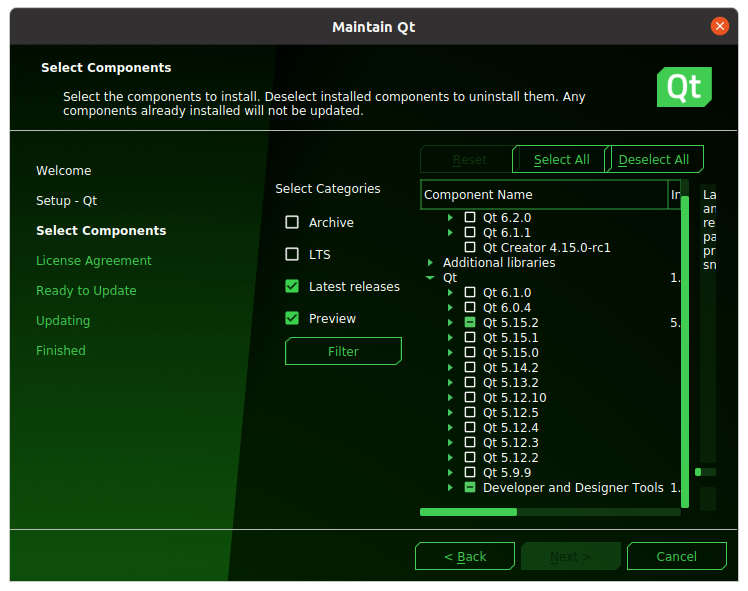 Maintain Qt
Select Components
Select the components to install. Deselect installed components to uninstall them. Any
components already installed will not be updated.
Qt
Welcome
Setup - Qt
Select Components
License Agreement
Ready to Update
Updating
Finished
Select Categories
Archive
LTS
Latest releases
Preview
Filter
Reset
Select All
Deselect All
Component Name
In
Qt 6.2.0
Qt 6.1.1
Qt Creator 4.15.0-rc1
Additional libraries
Qt 1.
Qt 6.1.0
Qt 6.0.4
Qt 5.15.2 5.
Qt 5.15.1
Qt 5.15.0
Qt 5.14.2
Qt 5.13.2
Qt 5.12.10
Qt 5.12.5
Qt 5.12.4
Qt 5.12.3
Qt 5.12.2
Qt 5.9.9
Developer and Designer Tools 1.
La
an
re
pa
pr
sn
< Back
Next >
Cancel